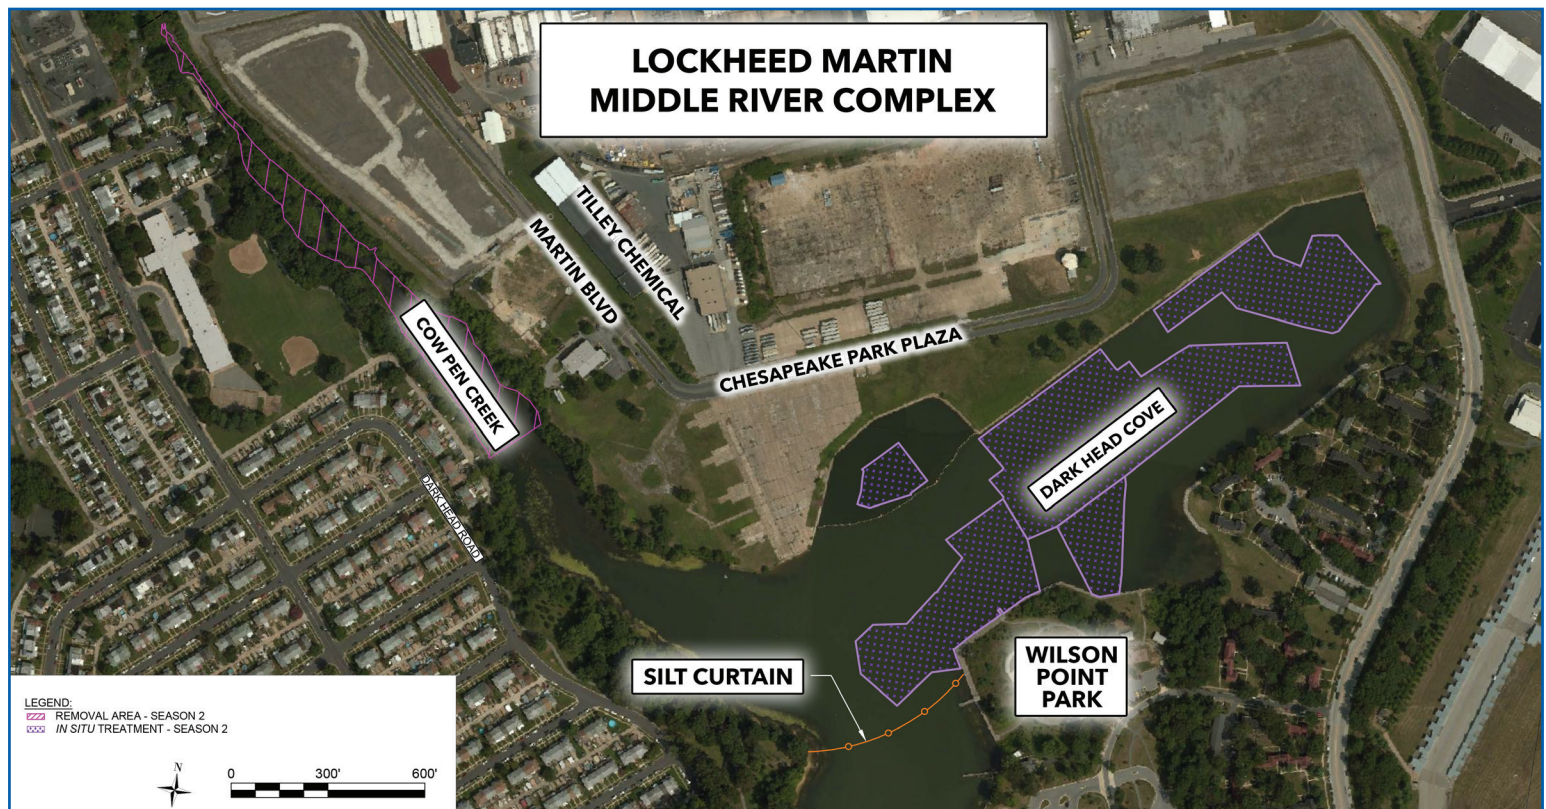 LOCKHEED MARTIN
MIDDLE RIVER COMPLEX
TILLEY CHEMICAL
MARTIN BLVD
CHESAPEAKE PARK PLAZA
COW PEN CREEK
DARK HEAD COVE
DARK HEAD ROAD
SILT CURTAIN
WILSON
POINT
PARK
LEGEND:
REMOVAL AREA - SEASON 2
IN SITU TREATMENT - SEASON 2
N
0 300' 600'